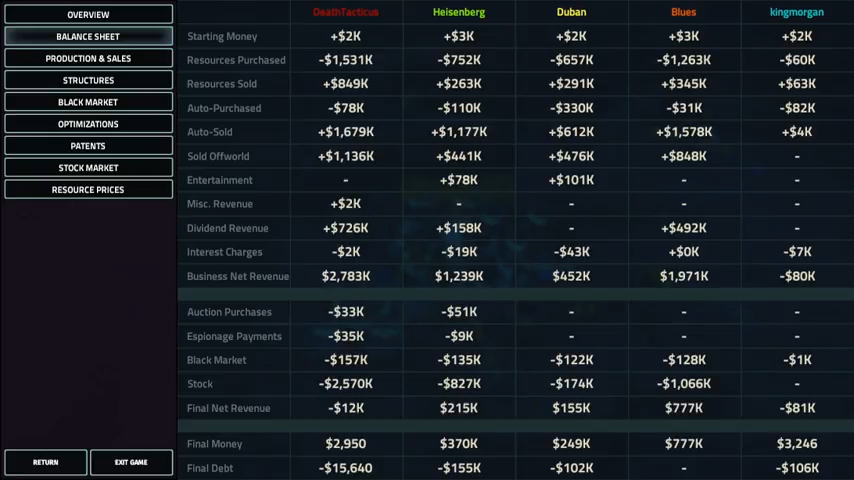 OVERVIEW
BALANCE SHEET
PRODUCTION & SALES
STRUCTURES
BLACK MARKET
OPTIMIZATIONS
PATENTS
STOCK MARKET
RESOURCE PRICES
RETURN
EXIT GAME
DeathTacticus Heisenberg Duban Blues kingmorgan
Starting Money +$2K +$3K +$2K +$3K +$2K
Resources Purchased -$1,531K -$752K -$657K -$1,263K -$60K
Resources Sold +$849K +$263K +$291K +$345K +$63K
Auto-Purchased -$78K -$110K -$330K -$31K -$82K
Auto-Sold +$1,679K +$1,177K +$612K +$1,578K +$4K
Sold Offworld +$1,136K +$441K +$476K +$848K -
Entertainment - +$78K +$101K - -
Misc. Revenue +$2K - - - -
Dividend Revenue +$726K +$158K - +$492K -
Interest Charges -$2K -$19K -$43K +$0K -$7K
Business Net Revenue $2,783K $1,239K $452K $1,971K -$80K
Auction Purchases -$33K -$51K - - -
Espionage Payments -$35K -$9K - - -
Black Market -$157K -$135K -$122K -$128K -$1K
Stock -$2,570K -$827K -$174K -$1,066K -
Final Net Revenue -$12K $215K $155K $777K -$81K
Final Money $2,950 $370K $249K $777K $3,246
Final Debt -$15,640 -$155K -$102K - -$106K